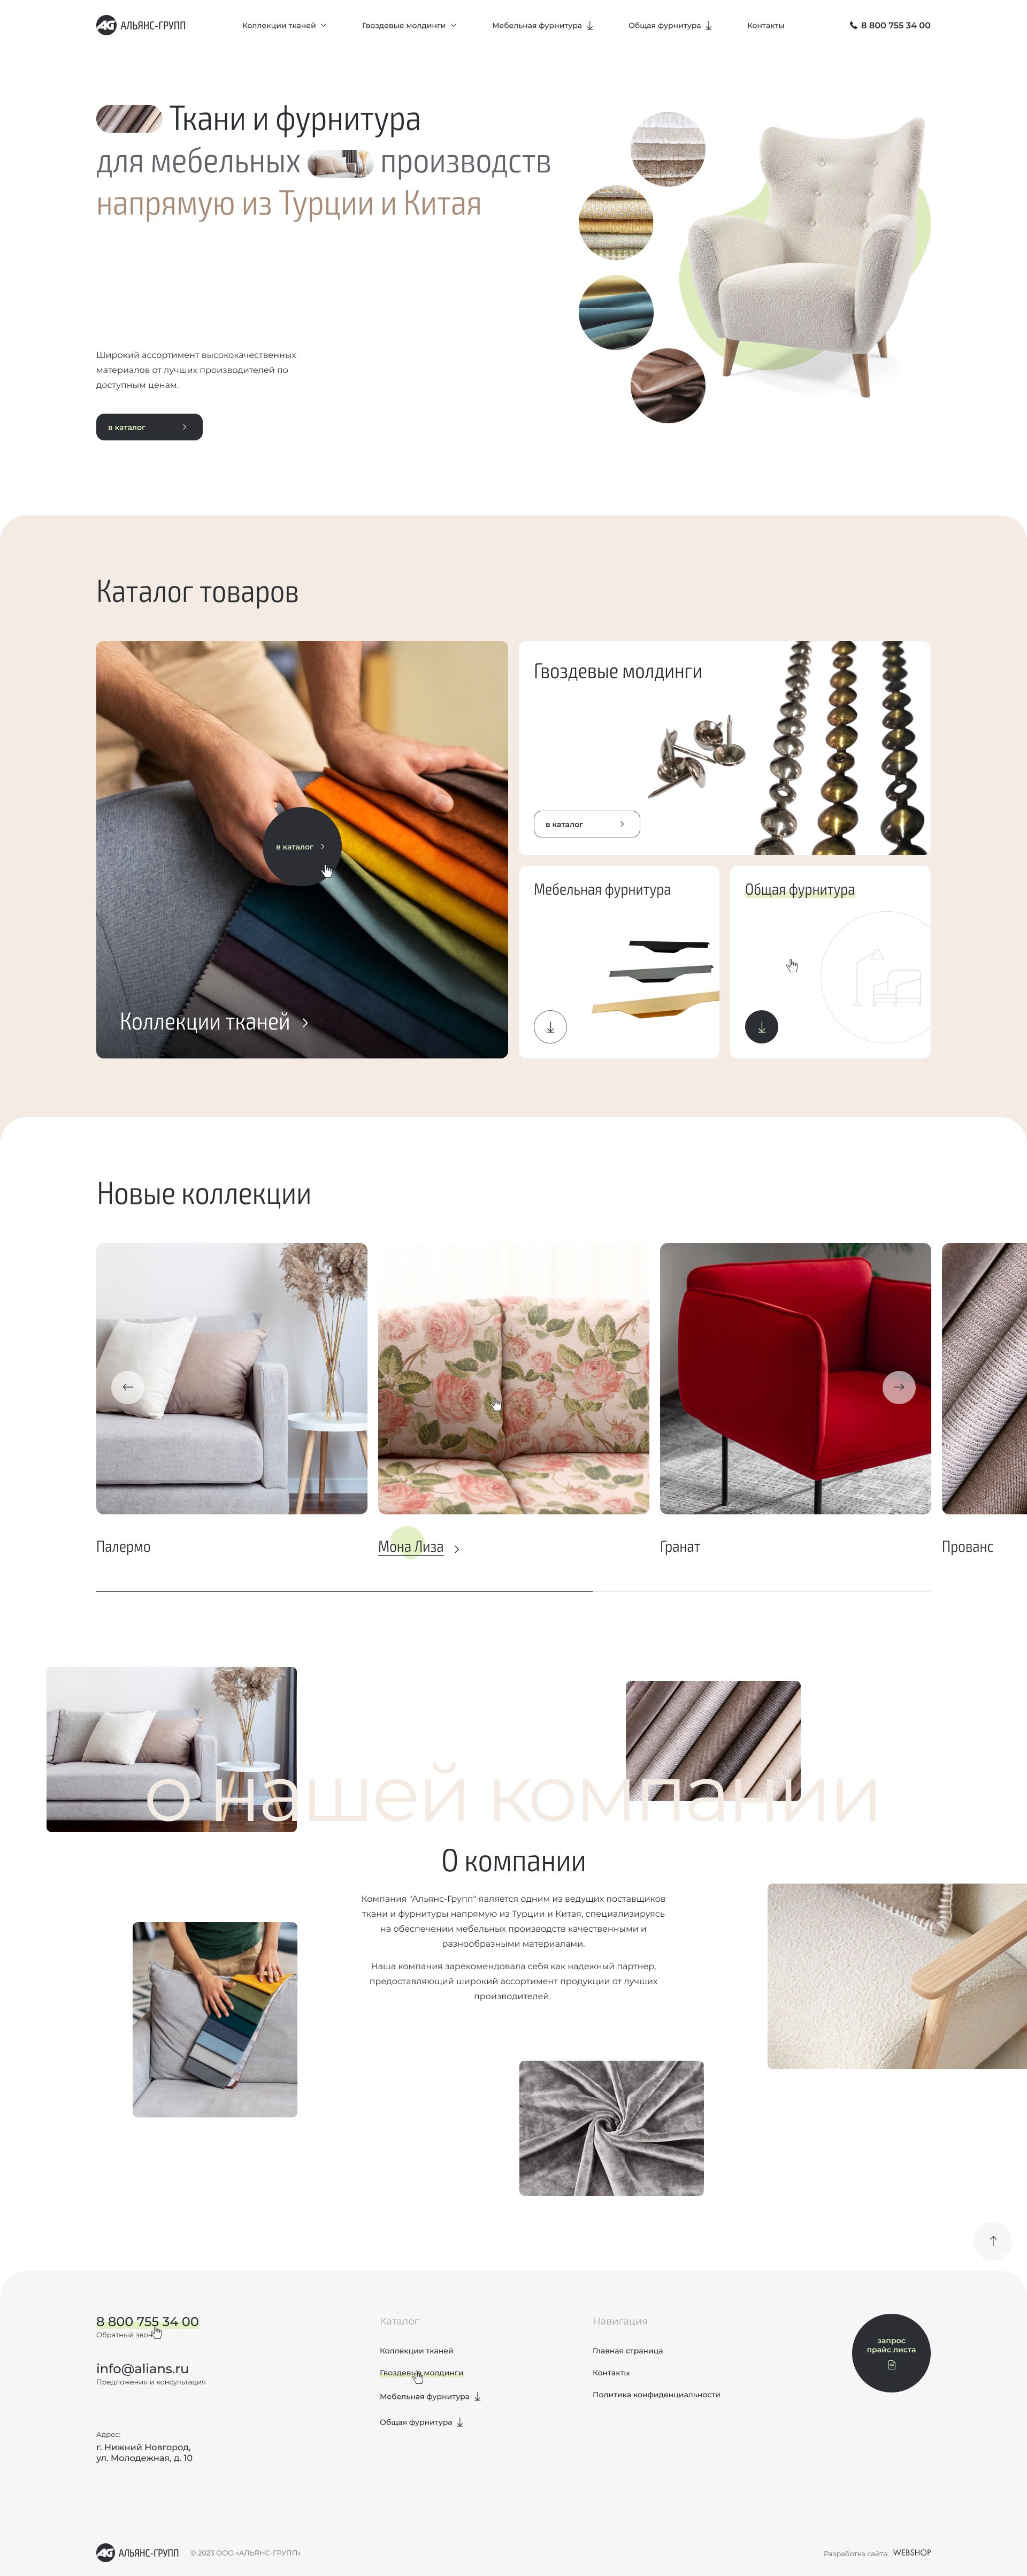 АЛЬЯНС-ГРУПП
Коллекции тканей
Гвоздевые молдинги
Мебельная фурнитура
Общая фурнитура
Контакты
8 800 755 34 00
Ткани и фурнитура
для мебельных производств
напрямую из Турции и Китая
Широкий ассортимент высококачественных
материалов от лучших производителей по
доступным ценам.
в каталог
Каталог товаров
в каталог
Коллекции тканей
Гвоздевые молдинги
в каталог
Мебельная фурнитура
Общая фурнитура
Новые коллекции
Палермо
Мона Лиза
Гранат
Прованс
о нашей компании
О компании
Компания "Альянс-Групп" является одним из ведущих поставщиков
ткани и фурнитуры напрямую из Турции и Китая, специализируясь
на обеспечении мебельных производств качественными и
разнообразными материалами.
Наша компания зарекомендовала себя как надежный партнер,
предоставляющий широкий ассортимент продукции от лучших
производителей.
8 800 755 34 00
Обратный звонок
info@alians.ru
Предложения и консультация
Адрес:
г. Нижний Новгород,
ул. Молодежная, д. 10
Каталог
Коллекции тканей
Гвоздевые молдинги
Мебельная фурнитура
Общая фурнитура
Навигация
Главная страница
Контакты
Политика конфиденциальности
запрос
прайс листа
АЛЬЯНС-ГРУПП
© 2023 ООО «АЛЬЯНС-ГРУПП»
Разработка сайта: WEBSHOP